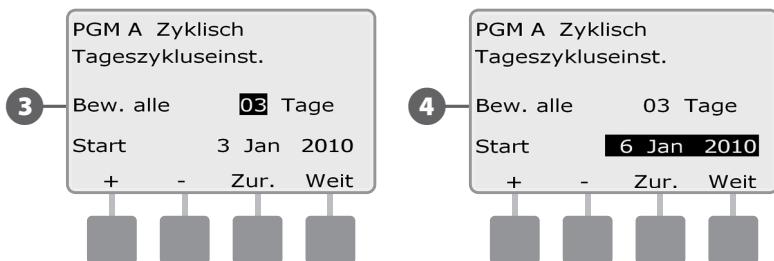 PGM A Zyklisch
Tageszykluseinst.
3
Bew. alle 03 Tage
Start 3 Jan 2010
+ - Zur. Weit
PGM A Zyklisch
Tageszykluseinst.
4
Bew. alle 03 Tage
Start 6 Jan 2010
+ - Zur. Weit